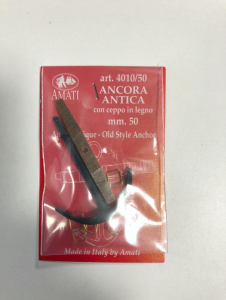 art. 4010/50
AMATI
ANCORA
ANTICA
con ceppo in legno
mm. 50
que - Old Style Anchor
Made in Italy by Amati